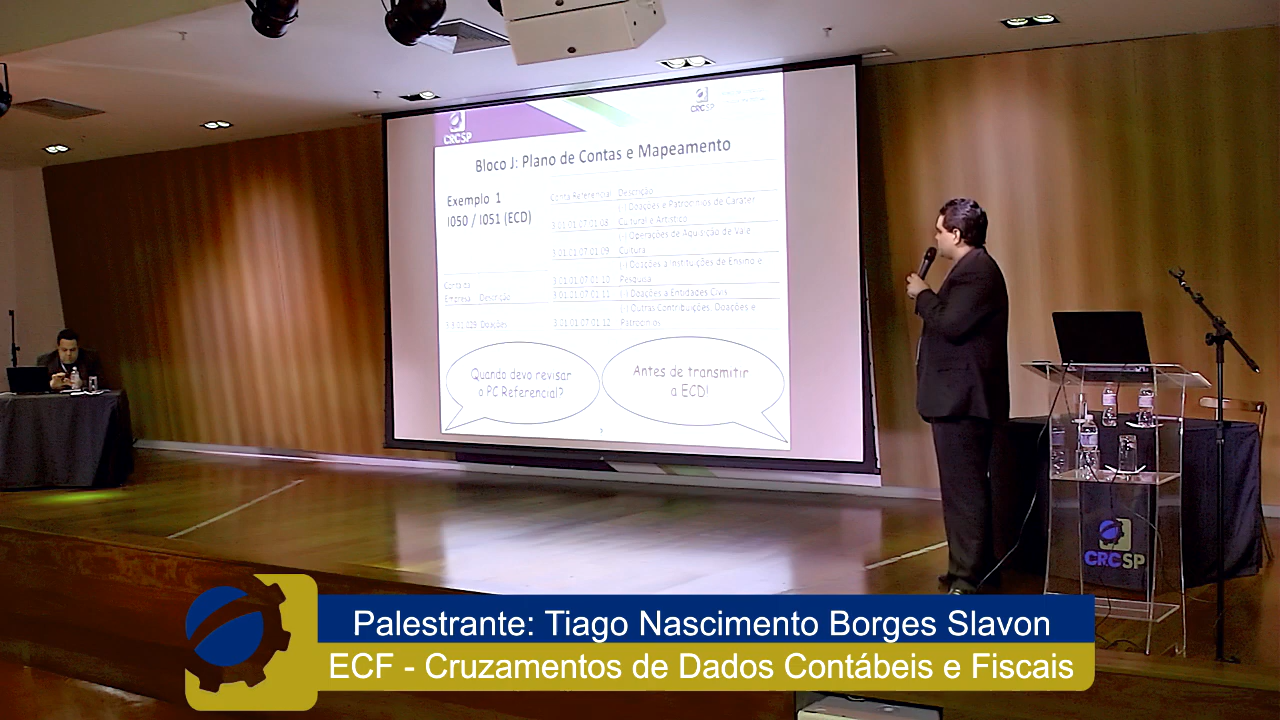 CRCSP
CRCSP
Bloco J: Plano de Contas e Mapeamento
Exemplo 1
I050 / I051 (ECD)
Conta Referencial Descrição
(-) Doações e Patrocínios de Caráter
3.01.01.07.01.08 Cultural e Artístico
(-) Operações de Aquisição de Vale
3.01.01.07.01.09 Cultura
(-) Doações a Instituições de Ensino e
3.01.01.07.01.10 Pesquisa
3.01.01.07.01.11 (-) Doações a Entidades Civis
(-) Outras Contribuições, Doações e
3.01.01.07.01.12 Patrocínios
Conta da
Empresa Descrição
Doações
Quando devo revisar
o PC Referencial?
Antes de transmitir
a ECD!
CRCSP
Palestrante: Tiago Nascimento Borges Slavon
ECF - Cruzamentos de Dados Contábeis e Fiscais